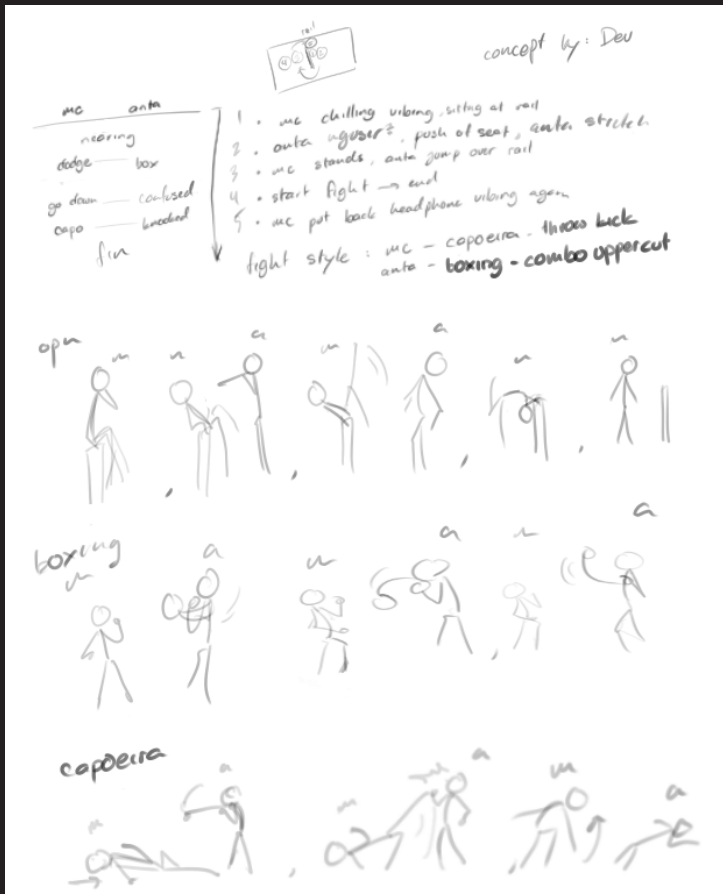 rail
concept by: Dev
mc anta
nearing
dodge —— box
go down —— confused
capo —— knocked
fin
1 • mc chilling vibing, sitting at rail
2 • anta , push of seat, anta stretch
3 • mc stands, anta jump over rail
4 • start fight → end
5 • mc put back headphone vibing again
fight style : mc - capoeira - throw kick
anta - boxing - combo uppercut
opn
m m a m a m m
boxing
m a m a m a
capoeira
m a m a m a